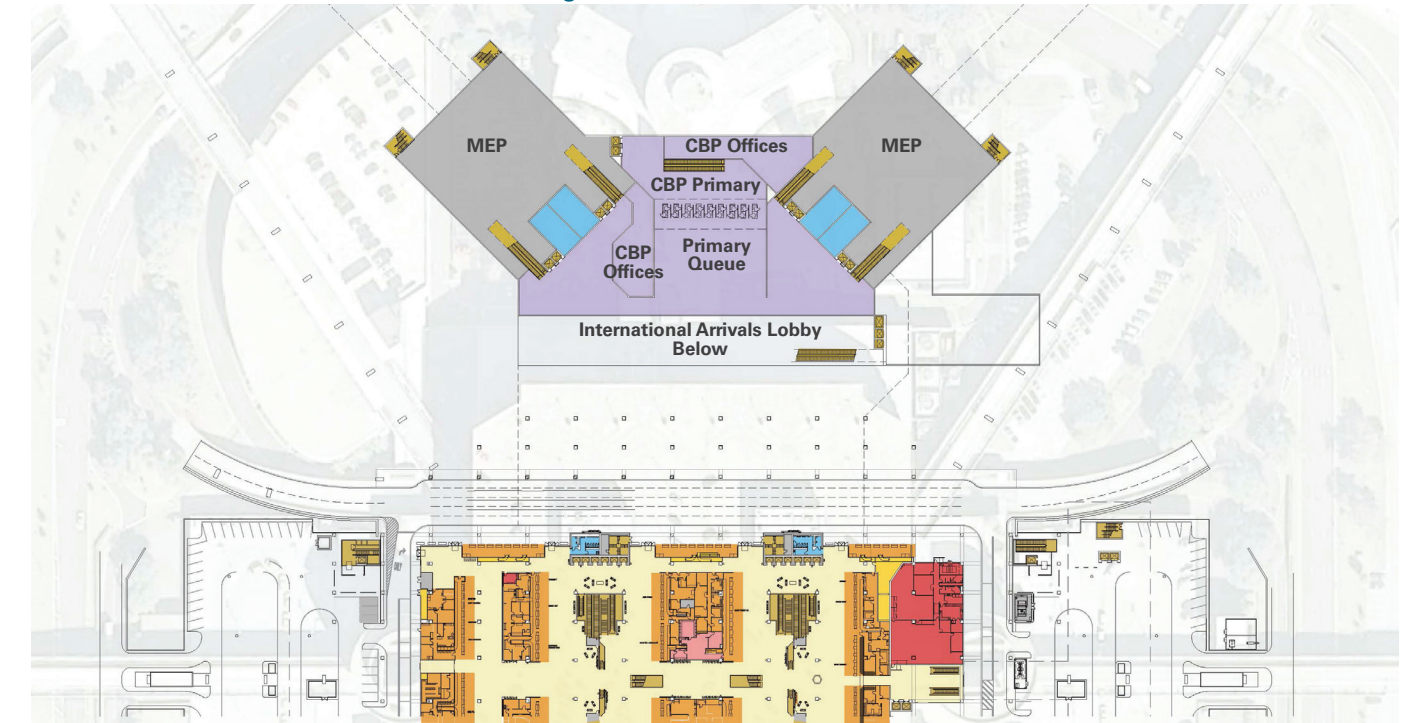 MEP
CBP Offices
MEP
CBP Primary
CBP
Offices
Primary
Queue
International Arrivals Lobby
Below